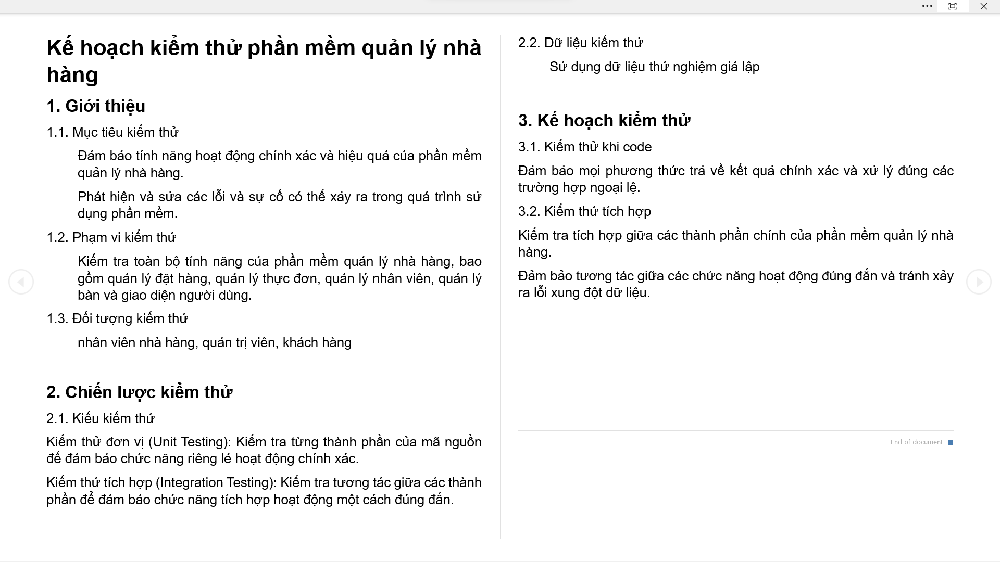 Kế hoạch kiểm thử phần mềm quản lý nhà
hàng
1. Giới thiệu
1.1. Mục tiêu kiểm thử
Đảm bảo tính năng hoạt động chính xác và hiệu quả của phần mềm
quản lý nhà hàng.
Phát hiện và sửa các lỗi và sự cố có thể xảy ra trong quá trình sử
dụng phần mềm.
1.2. Phạm vi kiểm thử
Kiểm tra toàn bộ tính năng của phần mềm quản lý nhà hàng, bao
gồm quản lý đặt hàng, quản lý thực đơn, quản lý nhân viên, quản lý
bàn và giao diện người dùng.
1.3. Đối tượng kiểm thử
nhân viên nhà hàng, quản trị viên, khách hàng
2. Chiến lược kiểm thử
2.1. Kiểu kiểm thử
Kiểm thử đơn vị (Unit Testing): Kiểm tra từng thành phần của mã nguồn
để đảm bảo chức năng riêng lẻ hoạt động chính xác.
Kiểm thử tích hợp (Integration Testing): Kiểm tra tương tác giữa các thành
phần để đảm bảo chức năng tích hợp hoạt động một cách đúng đắn.
2.2. Dữ liệu kiểm thử
Sử dụng dữ liệu thử nghiệm giả lập
3. Kế hoạch kiểm thử
3.1. Kiểm thử khi code
Đảm bảo mọi phương thức trả về kết quả chính xác và xử lý đúng các
trường hợp ngoại lệ.
3.2. Kiểm thử tích hợp
Kiểm tra tích hợp giữa các thành phần chính của phần mềm quản lý nhà
hàng.
Đảm bảo tương tác giữa các chức năng hoạt động đúng đắn và tránh xảy
ra lỗi xung đột dữ liệu.
End of document